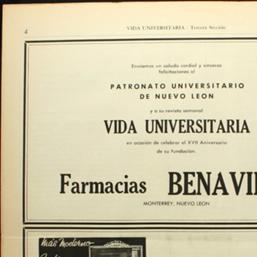 4
VIDA UNIVERSITARIA - Tercera Sección
Enviamos un saludo cordial y sinceras
felicitaciones al
PATRONATO UNIVERSITARIO
DE NUEVO LEON
y a su revista semanal
VIDA UNIVERSITARIA
en ocasión de celebrar el XVII Aniversario
de su fundación.
Farmacias BENAVI
MONTERREY, NUEVO LEON
más moderno